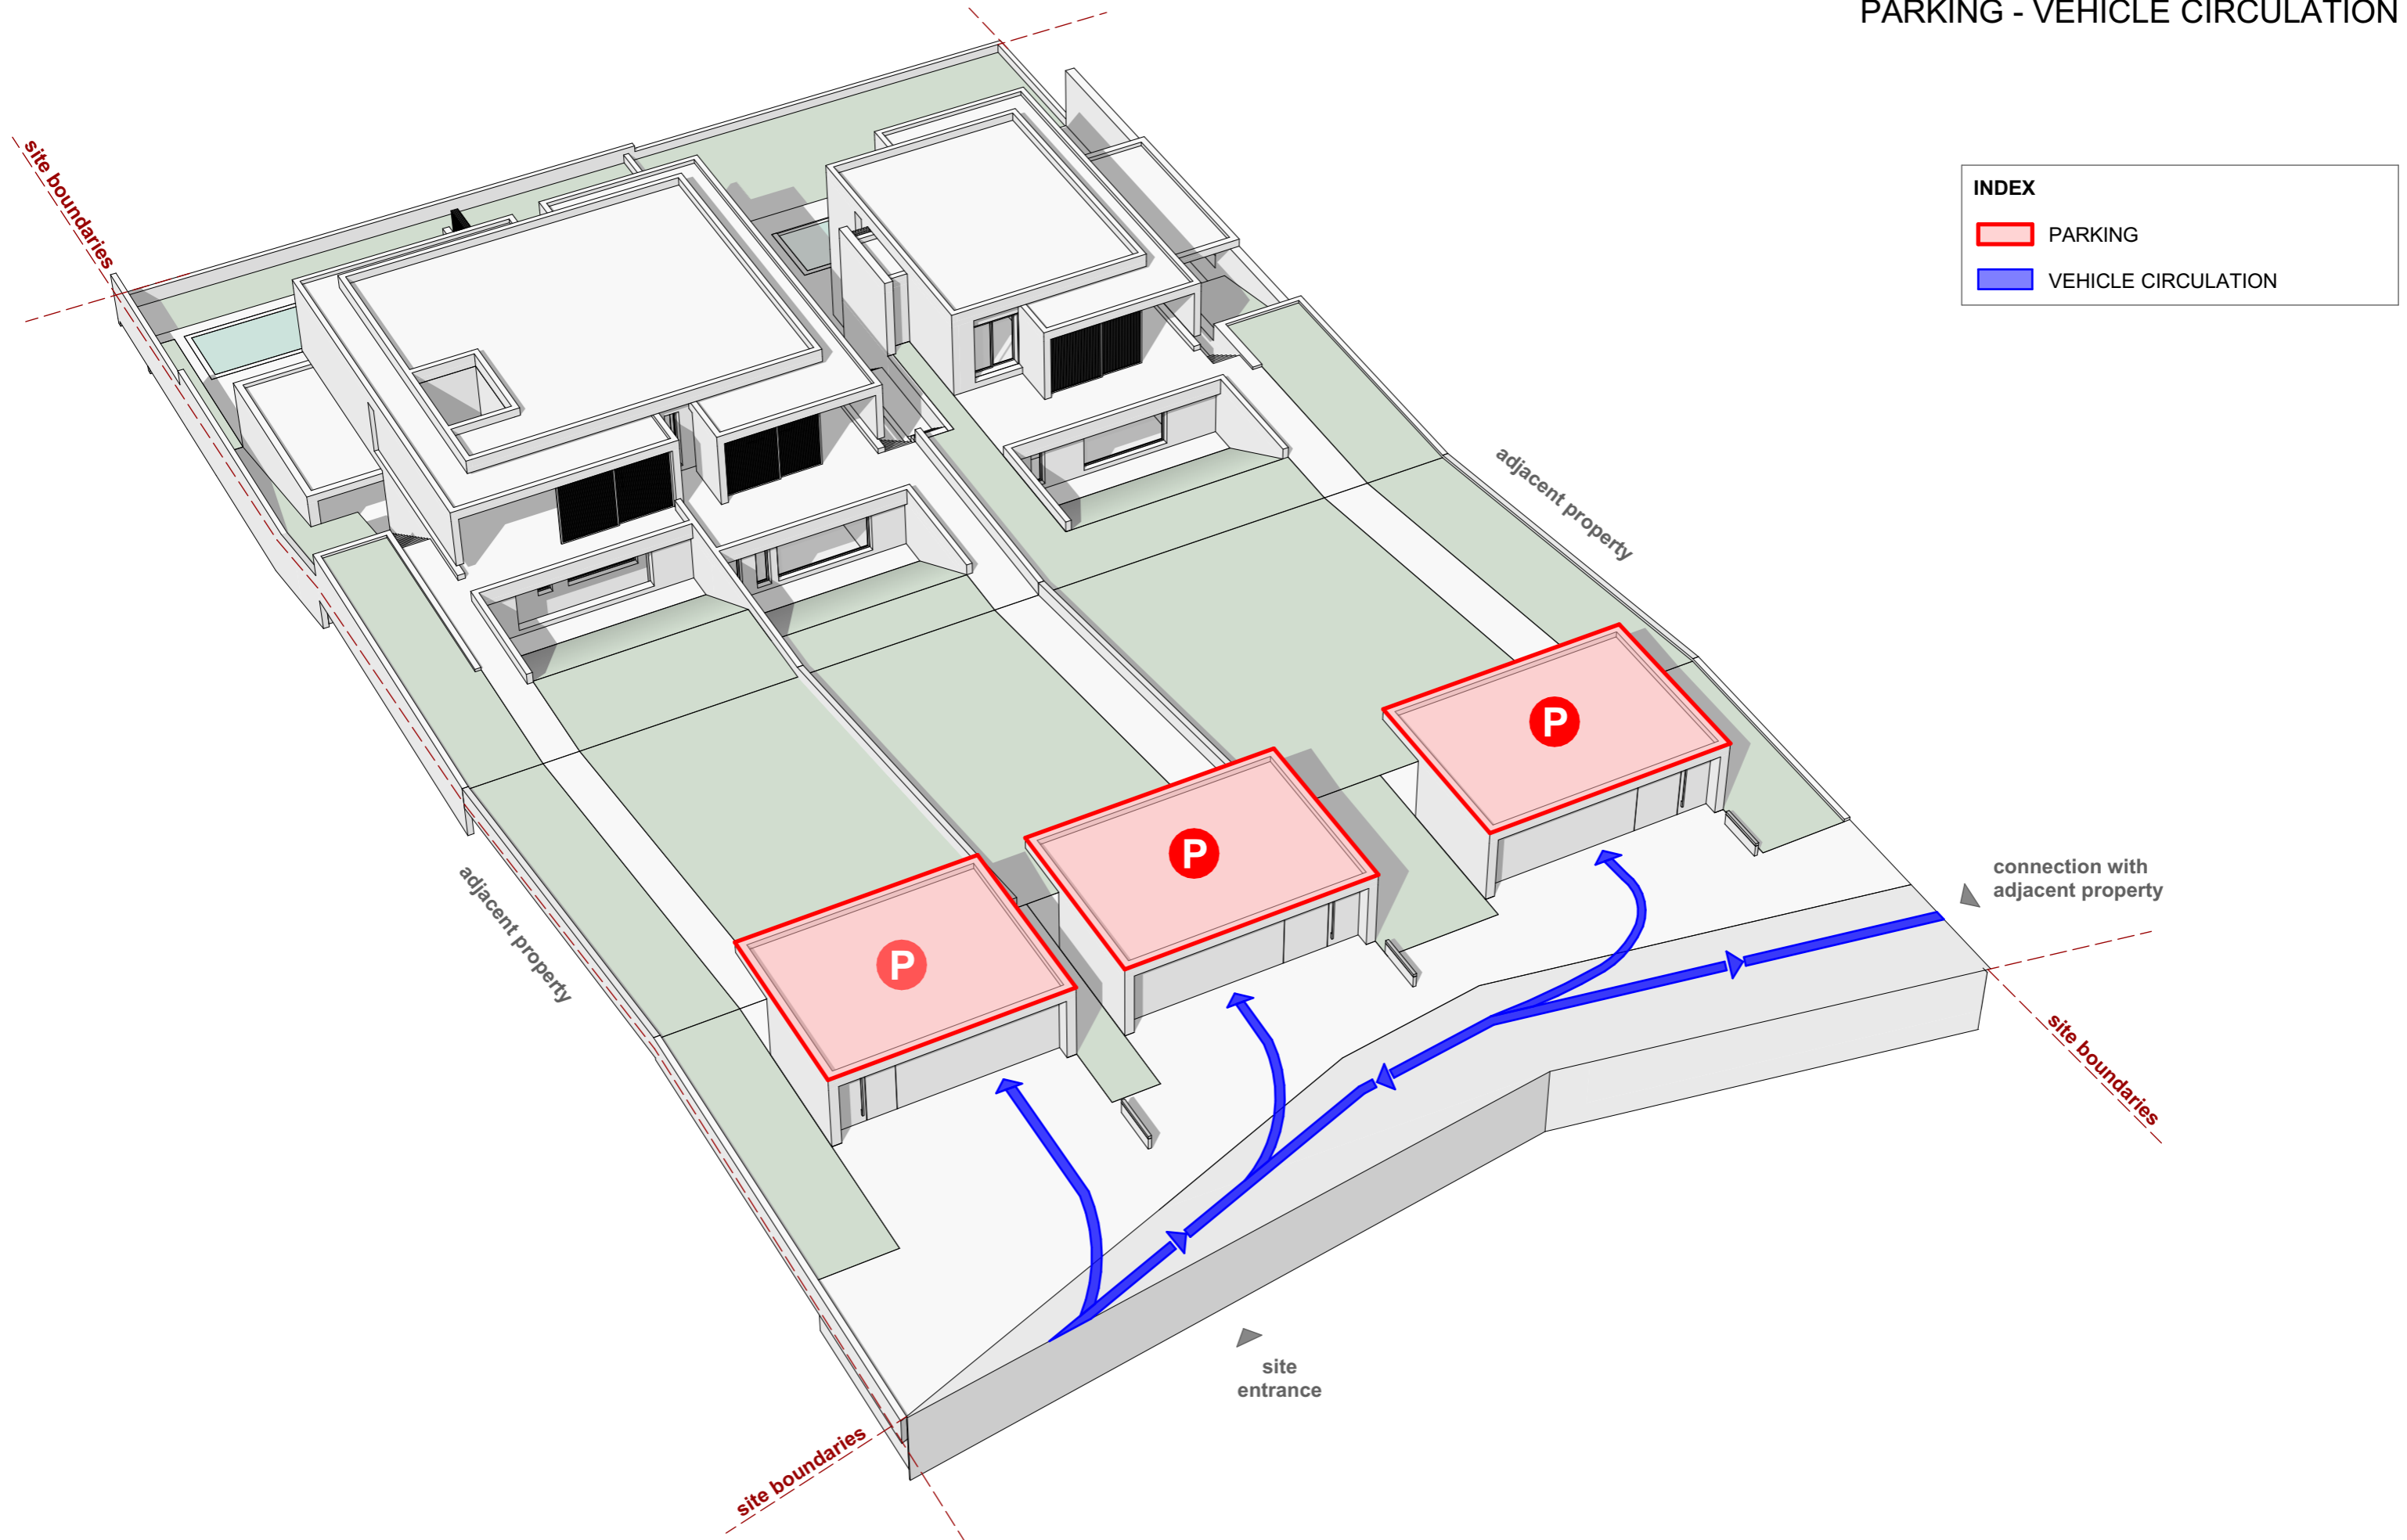 PARKING - VEHICLE CIRCULATION
site boundaries
INDEX
PARKING
VEHICLE CIRCULATION
adjacent property
P
P
P
adjacent property
connection with
adjacent property
site boundaries
site
entrance
site boundaries